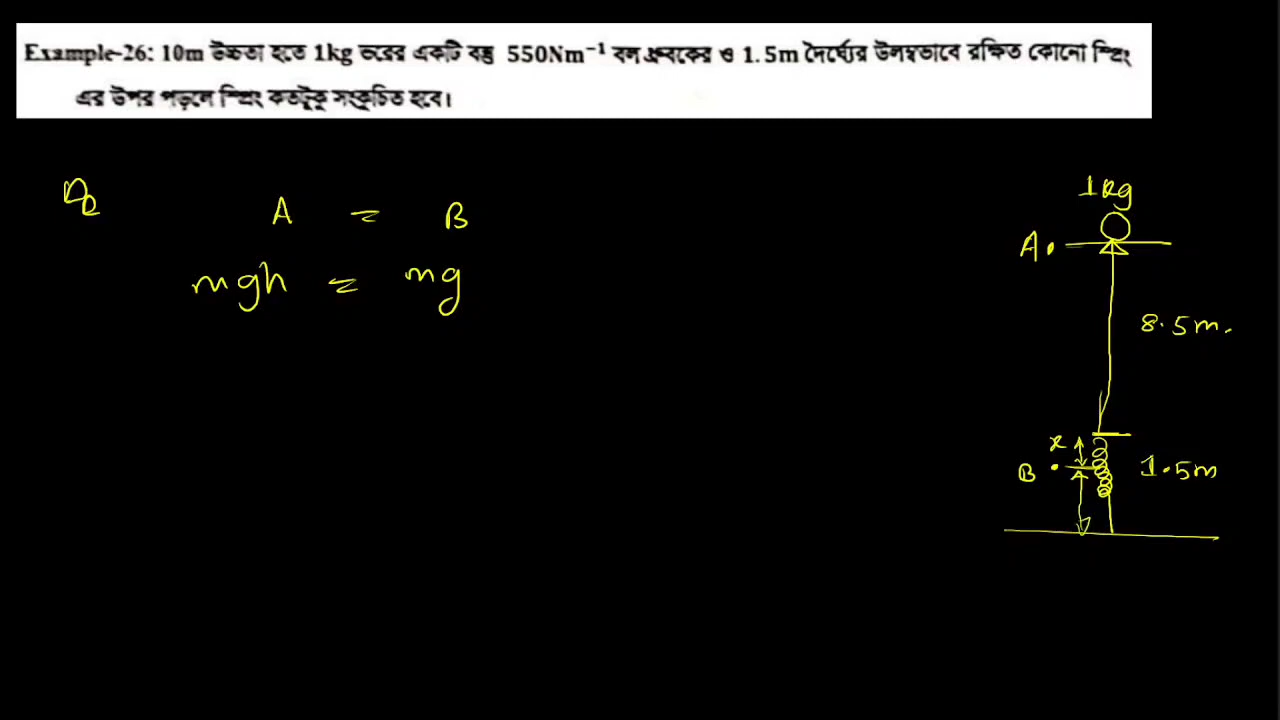 Example-26: 10m উচ্চতা হতে 1kg ভরের একটি বস্তু 550Nm⁻¹ বল ধ্রুবকের ও 1.5m দৈর্ঘ্যের উলম্বভাবে রক্ষিত কোনো স্প্রিং
এর উপর পড়লে স্প্রিং কতটুকু সংকুচিত হবে।
1kg
A = B
A.
mgh = mg
8.5m.
x
B
1.5m